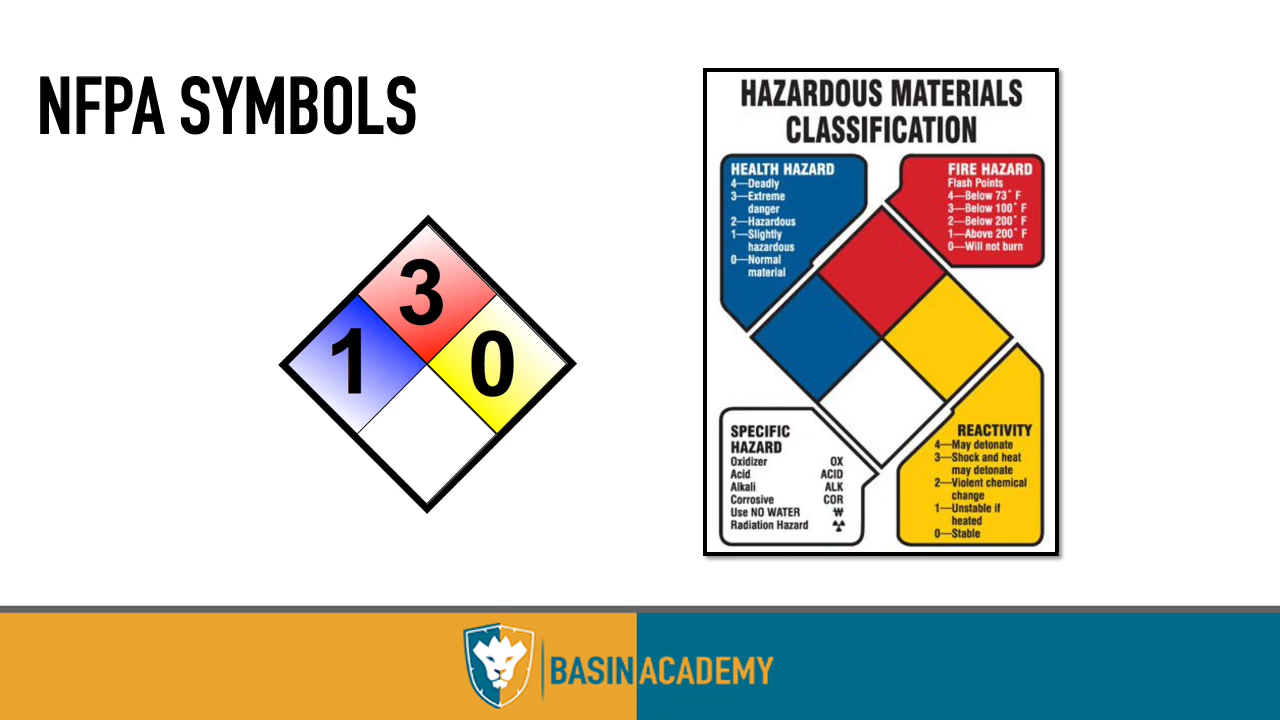 NFPA SYMBOLS
3
1
0
HAZARDOUS MATERIALS
CLASSIFICATION
HEALTH HAZARD
4—Deadly
3—Extreme
danger
2—Hazardous
1—Slightly
hazardous
0—Normal
material
FIRE HAZARD
Flash Points
4—Below 73° F
3—Below 100° F
2—Below 200° F
1—Above 200° F
0—Will not burn
SPECIFIC
HAZARD
Oxidizer OX
Acid ACID
Alkali ALK
Corrosive COR
Use NO WATER W
Radiation Hazard
REACTIVITY
4—May detonate
3—Shock and heat
may detonate
2—Violent chemical
change
1—Unstable if
heated
0—Stable
BASIN ACADEMY